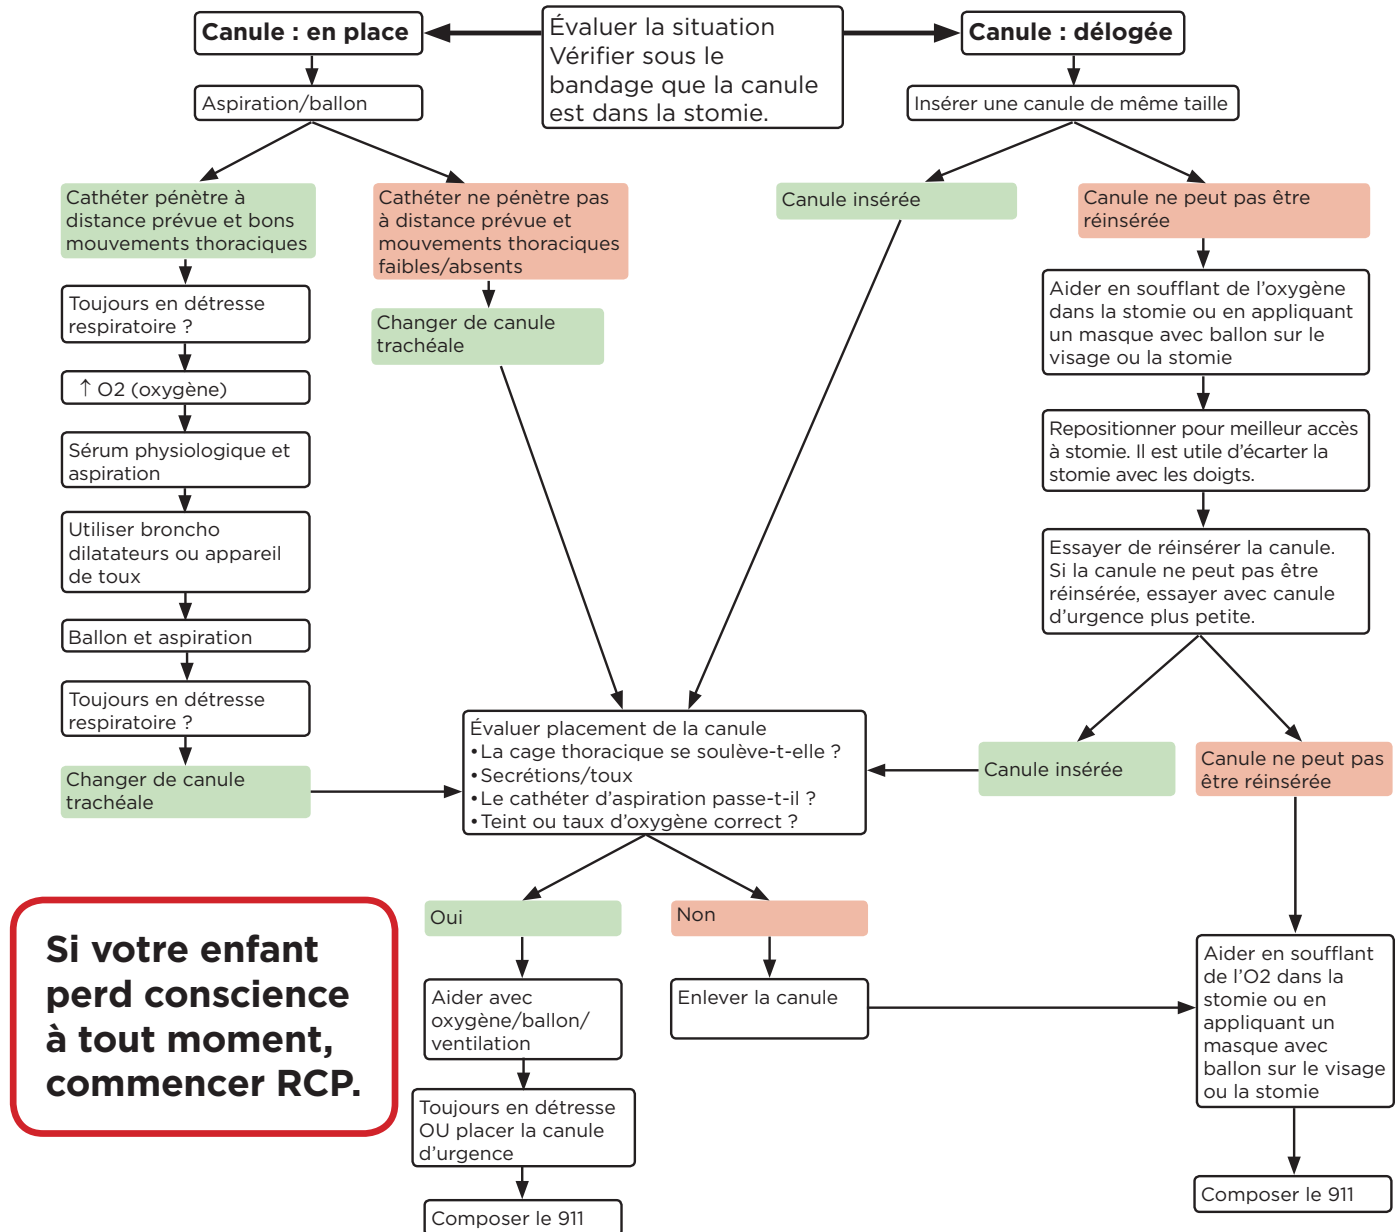 Évaluer la situation
Vérifier sous le
bandage que la canule
est dans la stomie.
Canule : en place
Aspiration/ballon
Cathéter pénètre à
distance prévue et bons
mouvements thoraciques
Toujours en détresse
respiratoire ?
↑ O2 (oxygène)
Sérum physiologique et
aspiration
Utiliser broncho
dilatateurs ou appareil
de toux
Ballon et aspiration
Toujours en détresse
respiratoire ?
Changer de canule
trachéale
Cathéter ne pénètre pas
à distance prévue et
mouvements thoraciques
faibles/absents
Changer de canule
trachéale
Canule : délogée
Insérer une canule de même taille
Canule insérée
Canule ne peut pas être
réinsérée
Aider en soufflant de l’oxygène
dans la stomie ou en appliquant
un masque avec ballon sur le
visage ou la stomie
Repositionner pour meilleur accès
à stomie. Il est utile d’écarter la
stomie avec les doigts.
Essayer de réinsérer la canule.
Si la canule ne peut pas être
réinsérée, essayer avec canule
d’urgence plus petite.
Canule insérée
Canule ne peut pas
être réinsérée
Évaluer placement de la canule
•La cage thoracique se soulève-t-elle ?
•Secrétions/toux
•Le cathéter d’aspiration passe-t-il ?
•Teint ou taux d’oxygène correct ?
Oui
Aider avec
oxygène/ballon/
ventilation
Toujours en détresse
OU placer la canule
d’urgence
Composer le 911
Non
Enlever la canule
Aider en soufflant
de l’O2 dans la
stomie ou en
appliquant un
masque avec
ballon sur le visage
ou la stomie
Composer le 911
Si votre enfant
perd conscience
à tout moment,
commencer RCP.